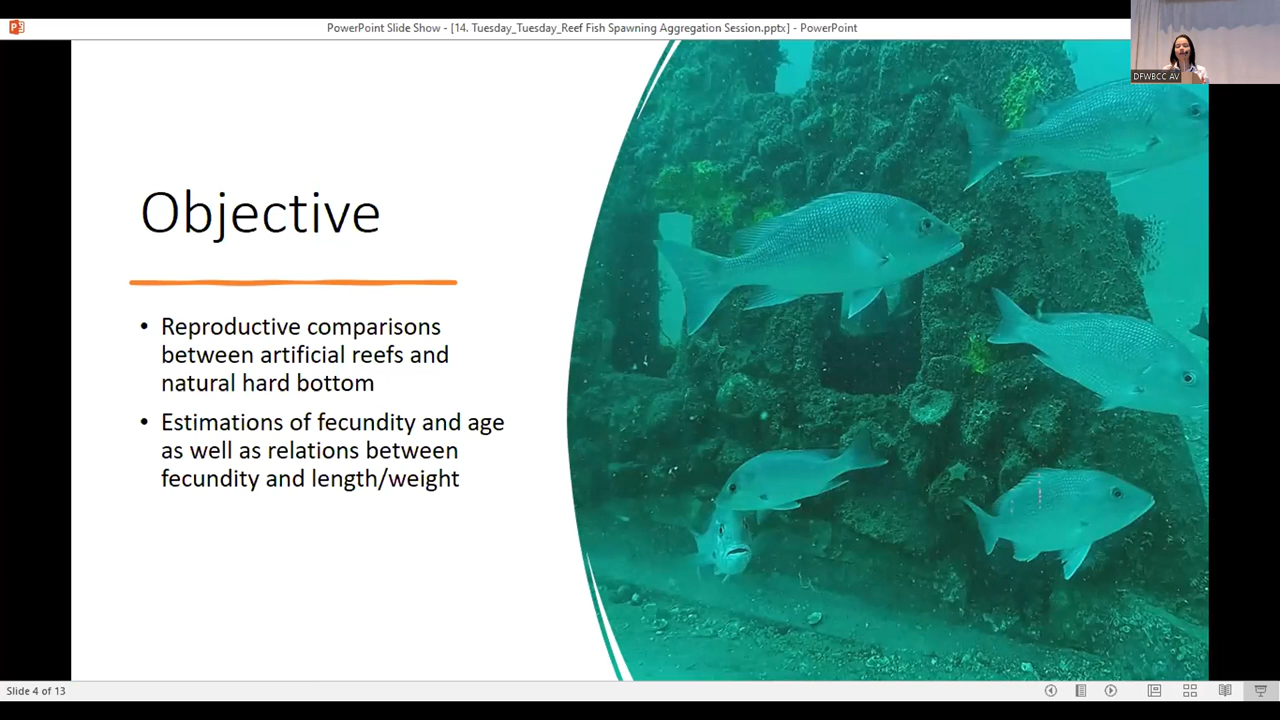 PowerPoint Slide Show - [14. Tuesday_Tuesday_Reef Fish Spawning Aggregation Session.pptx] - PowerPoint
DFWBCC AV
Objective
• Reproductive comparisons
between artificial reefs and
natural hard bottom
• Estimations of fecundity and age
as well as relations between
fecundity and length/weight
Slide 4 of 13